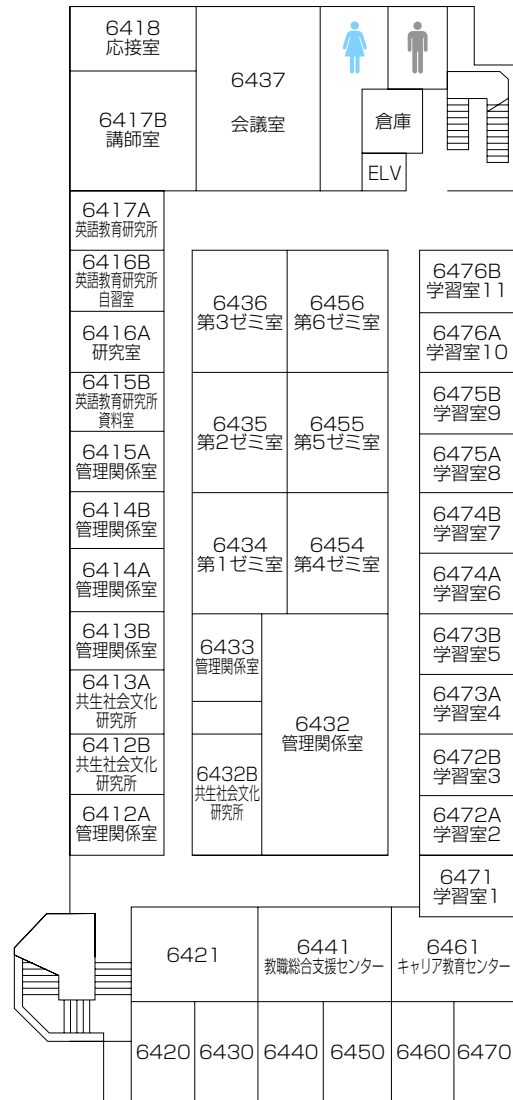 6418
応接室
6437
会議室
6417B
講師室
倉庫
ELV
6417A
英語教育研究所
6416B
英語教育研究所
自習室
6416A
研究室
6415B
英語教育研究所
資料室
6415A
管理関係室
6414B
管理関係室
6414A
管理関係室
6413B
管理関係室
6413A
共生社会文化
研究所
6412B
共生社会文化
研究所
6412A
管理関係室
6436
第3ゼミ室
6456
第6ゼミ室
6435
第2ゼミ室
6455
第5ゼミ室
6434
第1ゼミ室
6454
第4ゼミ室
6433
管理関係室
6432
管理関係室
6432B
共生社会文化
研究所
6476B
学習室11
6476A
学習室10
6475B
学習室9
6475A
学習室8
6474B
学習室7
6474A
学習室6
6473B
学習室5
6473A
学習室4
6472B
学習室3
6472A
学習室2
6471
学習室1
6421
6441
教職総合支援センター
6461
キャリア教育センター
6420
6430
6440
6450
6460
6470